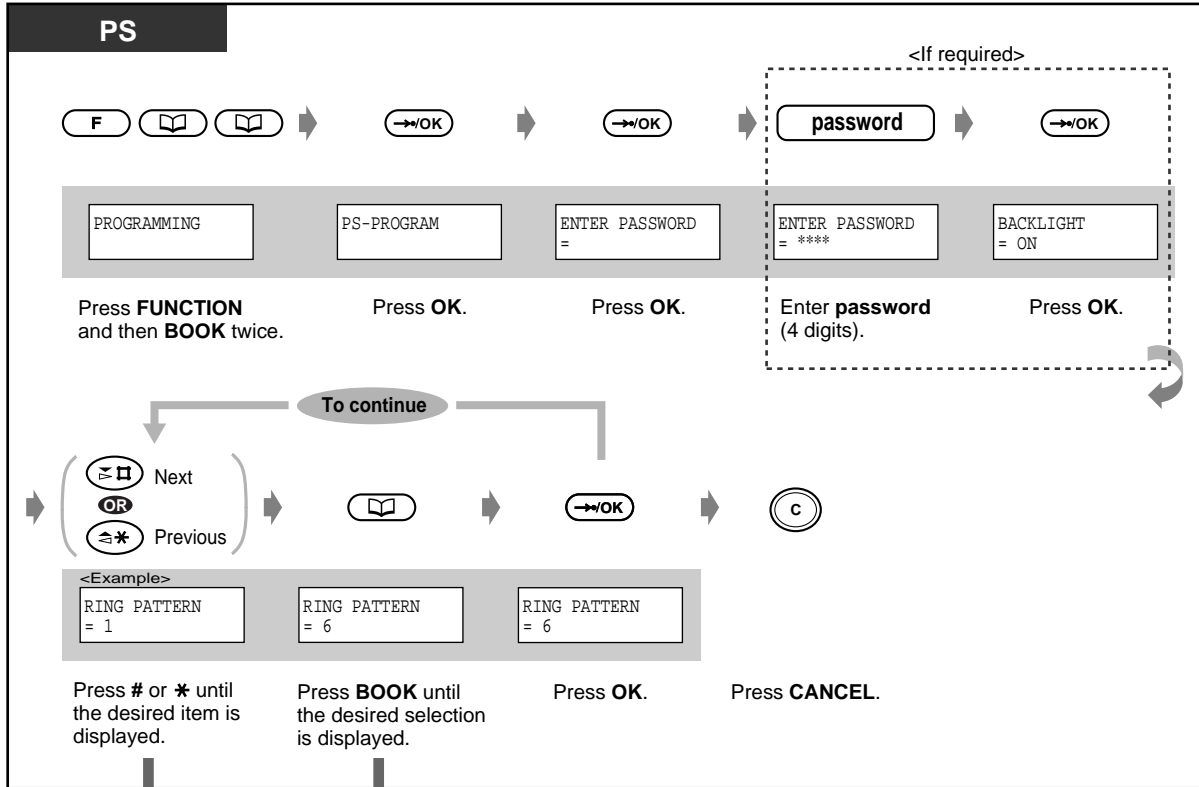 PS
<If required>
F
→/OK
→/OK
password
→/OK
PROGRAMMING
PS-PROGRAM
ENTER PASSWORD
=
ENTER PASSWORD
= ****
BACKLIGHT
= ON
Press FUNCTION
and then BOOK twice.
Press OK.
Press OK.
Enter password
(4 digits).
Press OK.
To continue
# Next
OR
* Previous
→/OK
C
<Example>
RING PATTERN
= 1
RING PATTERN
= 6
RING PATTERN
= 6
Press # or * until
the desired item is
displayed.
Press BOOK until
the desired selection
is displayed.
Press OK.
Press CANCEL.